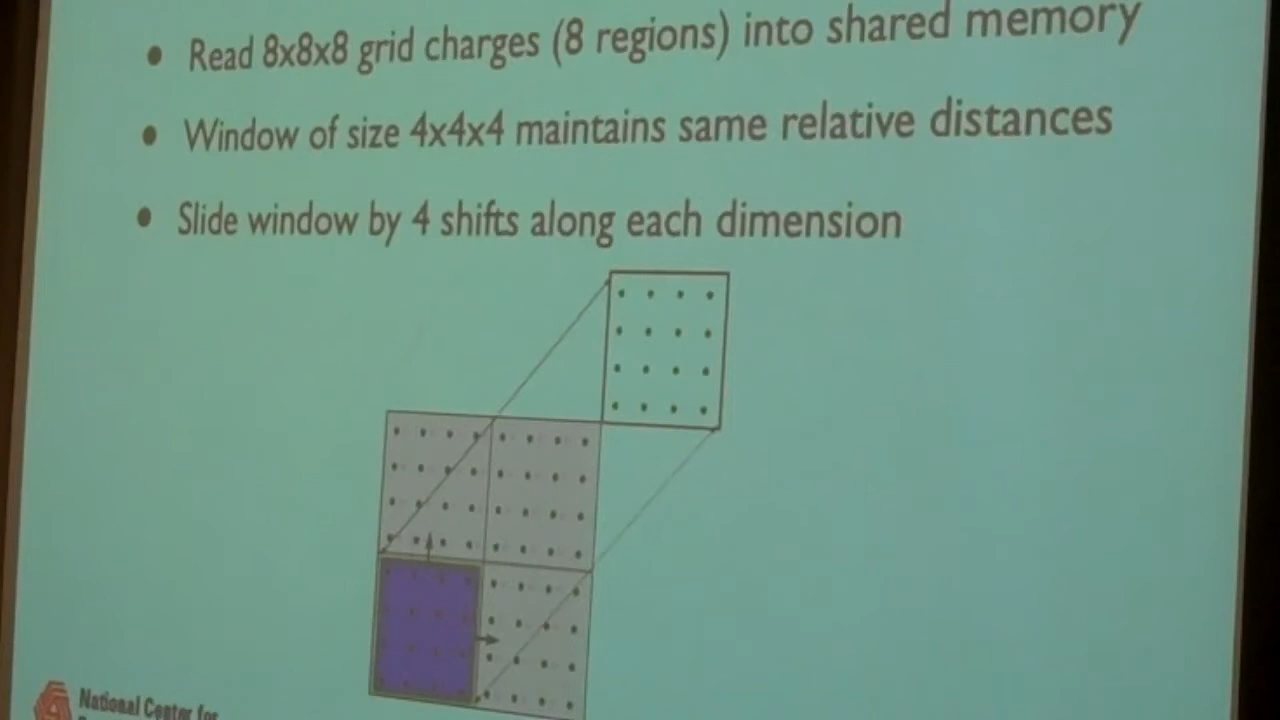 • Read 8x8x8 grid charges (8 regions) into shared memory
• Window of size 4x4x4 maintains same relative distances
• Slide window by 4 shifts along each dimension
National Center for